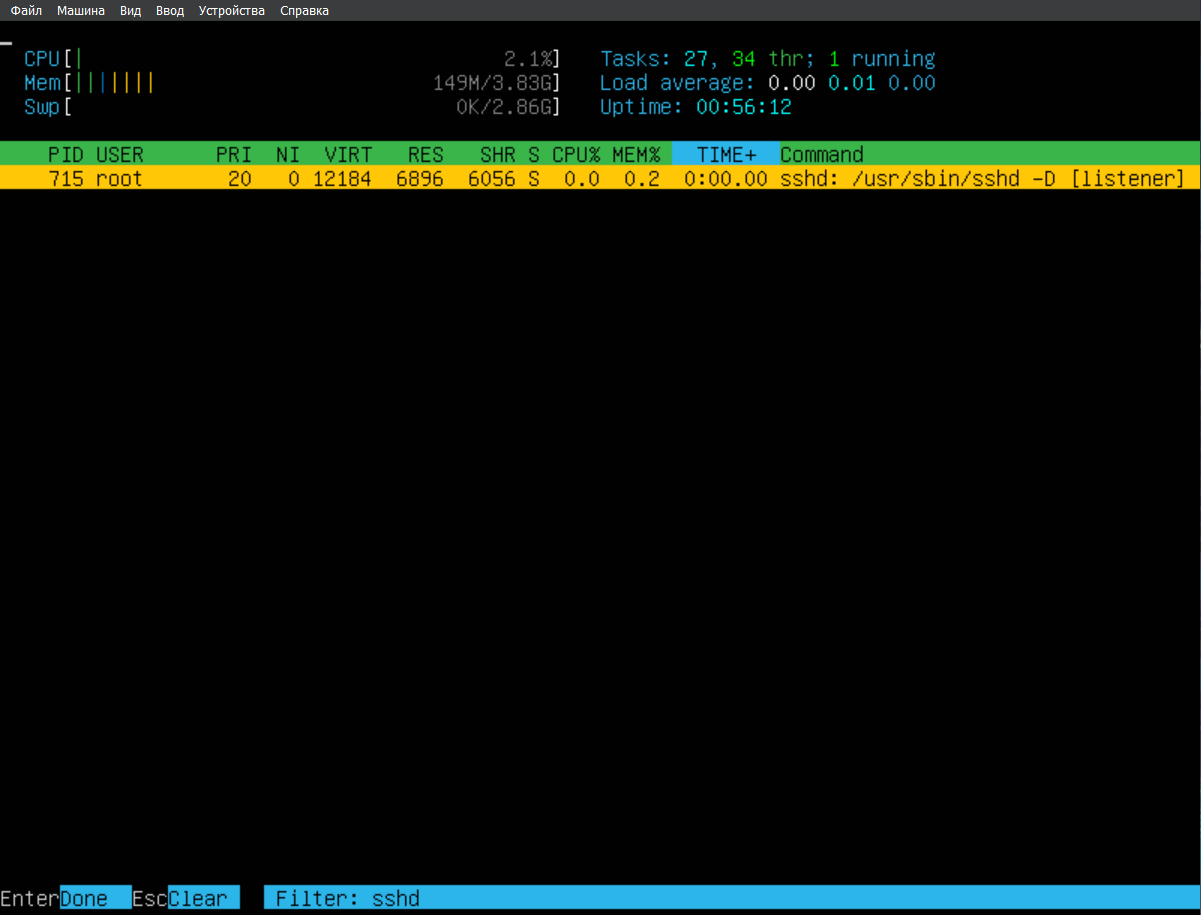 Файл Машина Вид Ввод Устройства Справка
CPU[| 2.1%] Tasks: 27, 34 thr; 1 running
Mem[||||||| 149M/3.83G] Load average: 0.00 0.01 0.00
Swp[ 0K/2.86G] Uptime: 00:56:12
PID USER PRI NI VIRT RES SHR S CPU% MEM% TIME+ Command
715 root 20 0 12184 6896 6056 S 0.0 0.2 0:00.00 sshd: /usr/sbin/sshd -D [listener]
EnterDone EscClear Filter: sshd